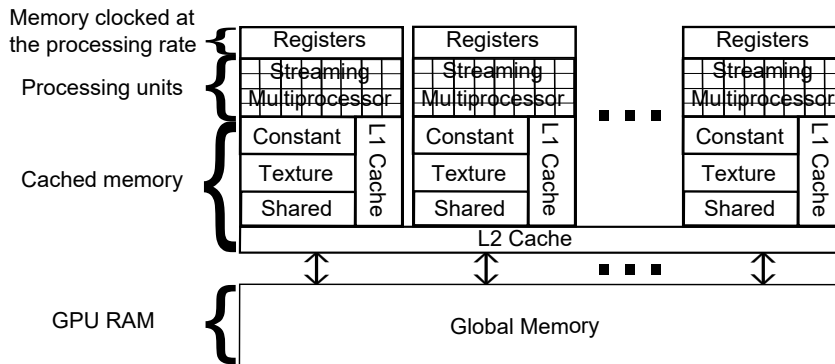 Memory clocked at
the processing rate
Registers
Registers
Registers
Processing units
Streaming
Multiprocessor
Streaming
Multiprocessor
Streaming
Multiprocessor
Cached memory
Constant
Texture
Shared
L1 Cache
Constant
Texture
Shared
L1 Cache
Constant
Texture
Shared
L1 Cache
L2 Cache
GPU RAM
Global Memory